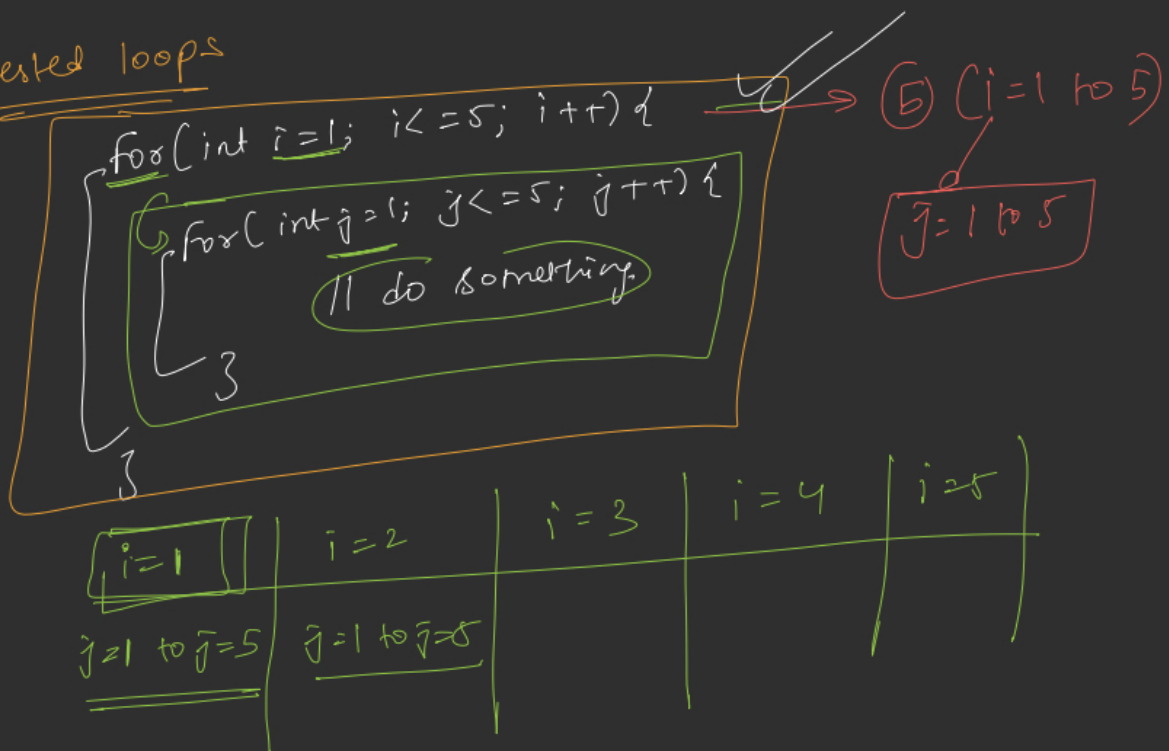 ested loops
for(int i=1; i<=5; i++){
for(int j=1; j<=5; j++){
// do something.
}
}
5 (i=1 to 5)
j=1 to 5
i=1 i=2 i=3 i=4 i=5
j=1 to j=5 j=1 to j=5